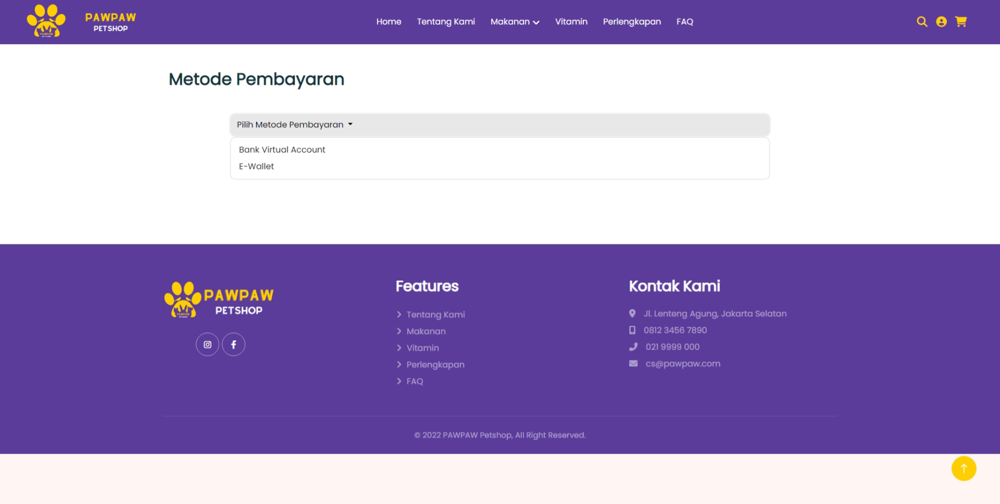 PAWPAW
PETSHOP
Home
Tentang Kami
Makanan
Vitamin
Perlengkapan
FAQ
Metode Pembayaran
Pilih Metode Pembayaran
Bank Virtual Account
E-Wallet
PAWPAW
PETSHOP
Features
Tentang Kami
Makanan
Vitamin
Perlengkapan
FAQ
Kontak Kami
Jl. Lenteng Agung, Jakarta Selatan
0812 3456 7890
021 9999 000
cs@pawpaw.com
© 2022 PAWPAW Petshop, All Right Reserved.